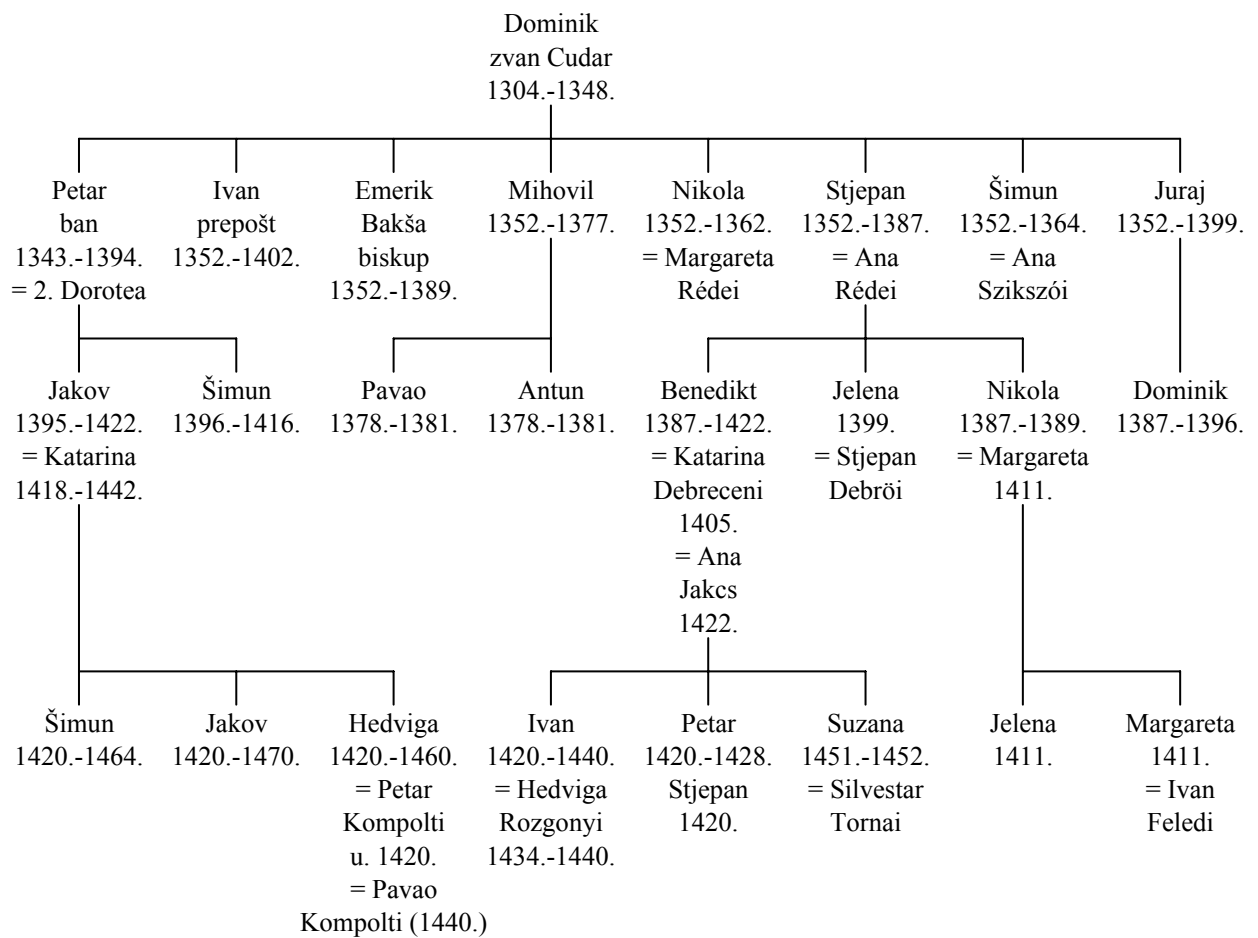 Dominik
zvan Cudar
1304.-1348.
Petar
ban
1343.-1394.
= 2. Dorotea
Ivan
prepošt
1352.-1402.
Emerik
Bakša
biskup
1352.-1389.
Mihovil
1352.-1377.
Nikola
1352.-1362.
= Margareta
Rédei
Stjepan
1352.-1387.
= Ana
Rédei
Šimun
1352.-1364.
= Ana
Szikszói
Juraj
1352.-1399.
Jakov
1395.-1422.
= Katarina
1418.-1442.
Šimun
1396.-1416.
Pavao
1378.-1381.
Antun
1378.-1381.
Benedikt
1387.-1422.
= Katarina
Debreceni
1405.
= Ana
Jakcs
1422.
Jelena
1399.
= Stjepan
Debröi
Nikola
1387.-1389.
= Margareta
1411.
Dominik
1387.-1396.
Šimun
1420.-1464.
Jakov
1420.-1470.
Hedviga
1420.-1460.
= Petar
Kompolti
u. 1420.
= Pavao
Kompolti (1440.)
Ivan
1420.-1440.
= Hedviga
Rozgonyi
1434.-1440.
Petar
1420.-1428.
Stjepan
1420.
Suzana
1451.-1452.
= Silvestar
Tornai
Jelena
1411.
Margareta
1411.
= Ivan
Feledi